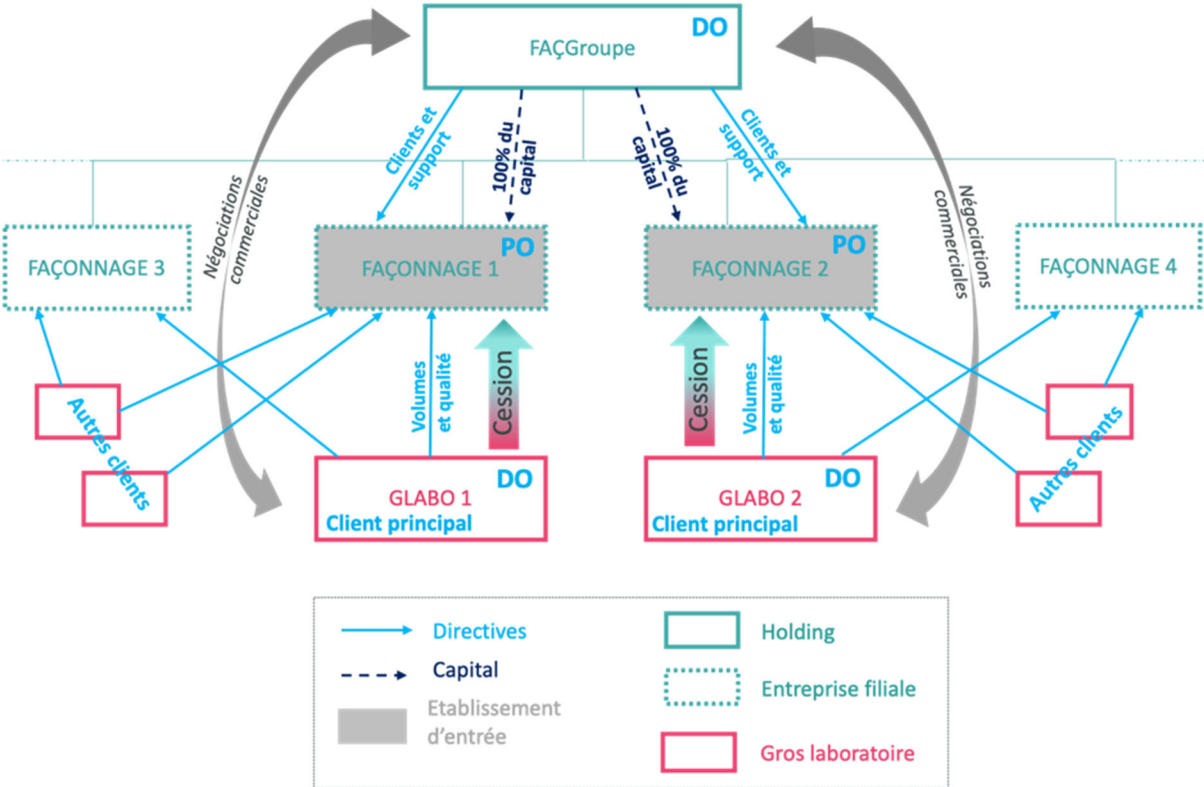 DO
FAÇGroupe
Clients et
support
100% du
capital
100% du
capital
Clients et
support
Négociations
commerciales
Négociations
commerciales
FAÇONNAGE 3
PO
FAÇONNAGE 1
PO
FAÇONNAGE 2
FAÇONNAGE 4
Autres clients
Volumes
et qualité
Cession
Cession
Volumes
et qualité
Autres clients
DO
GLABO 1
Client principal
DO
GLABO 2
Client principal
Directives
Capital
Etablissement
d'entrée
Holding
Entreprise filiale
Gros laboratoire